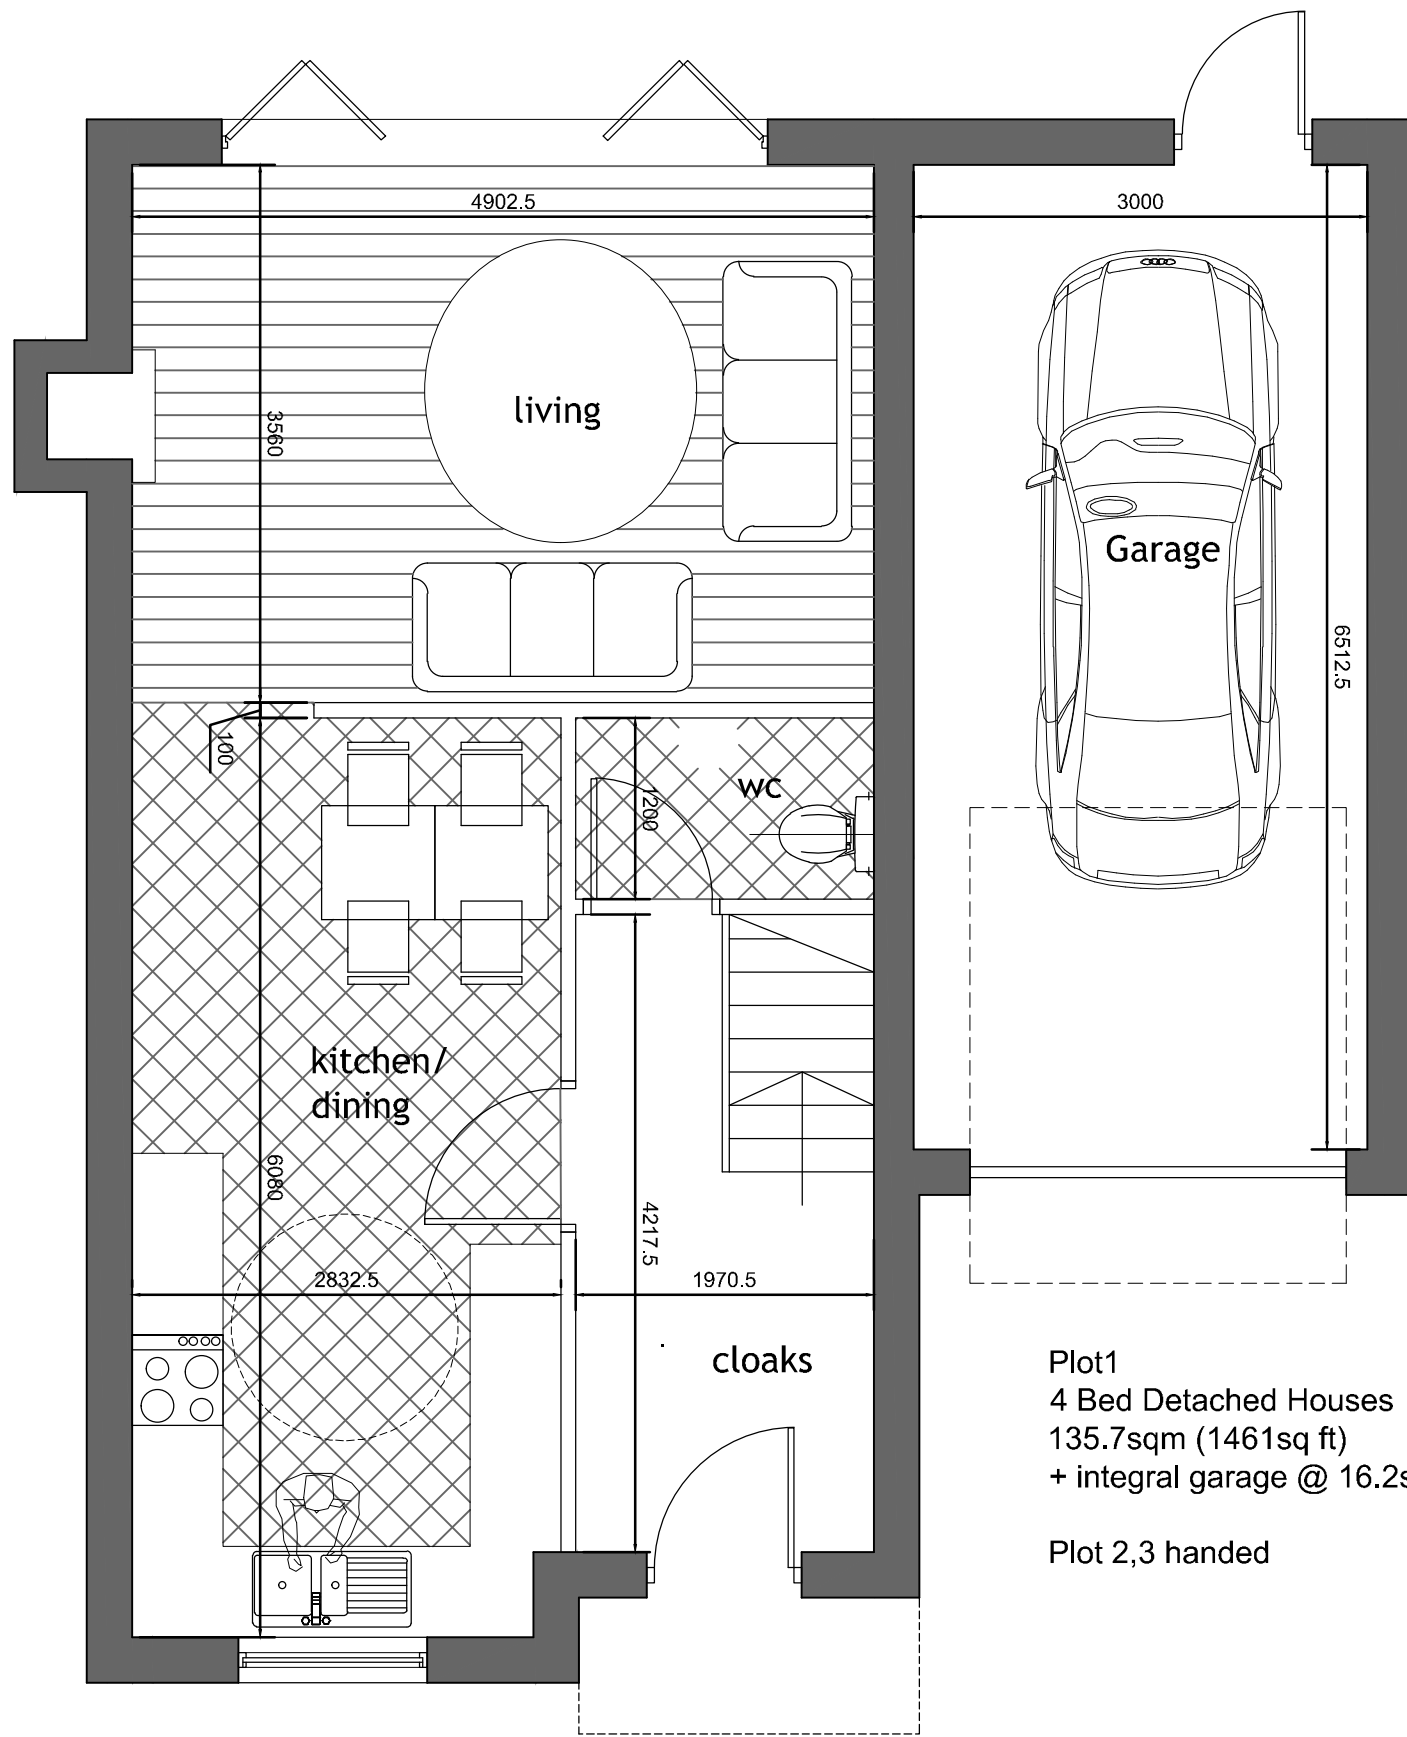 4902.5
3000
living
3560
Garage
6512.5
100
wc
1200
kitchen/
dining
6080
4217.5
2832.5
1970.5
cloaks
Plot1
4 Bed Detached Houses
135.7sqm (1461sq ft)
+ integral garage @ 16.2s
Plot 2,3 handed